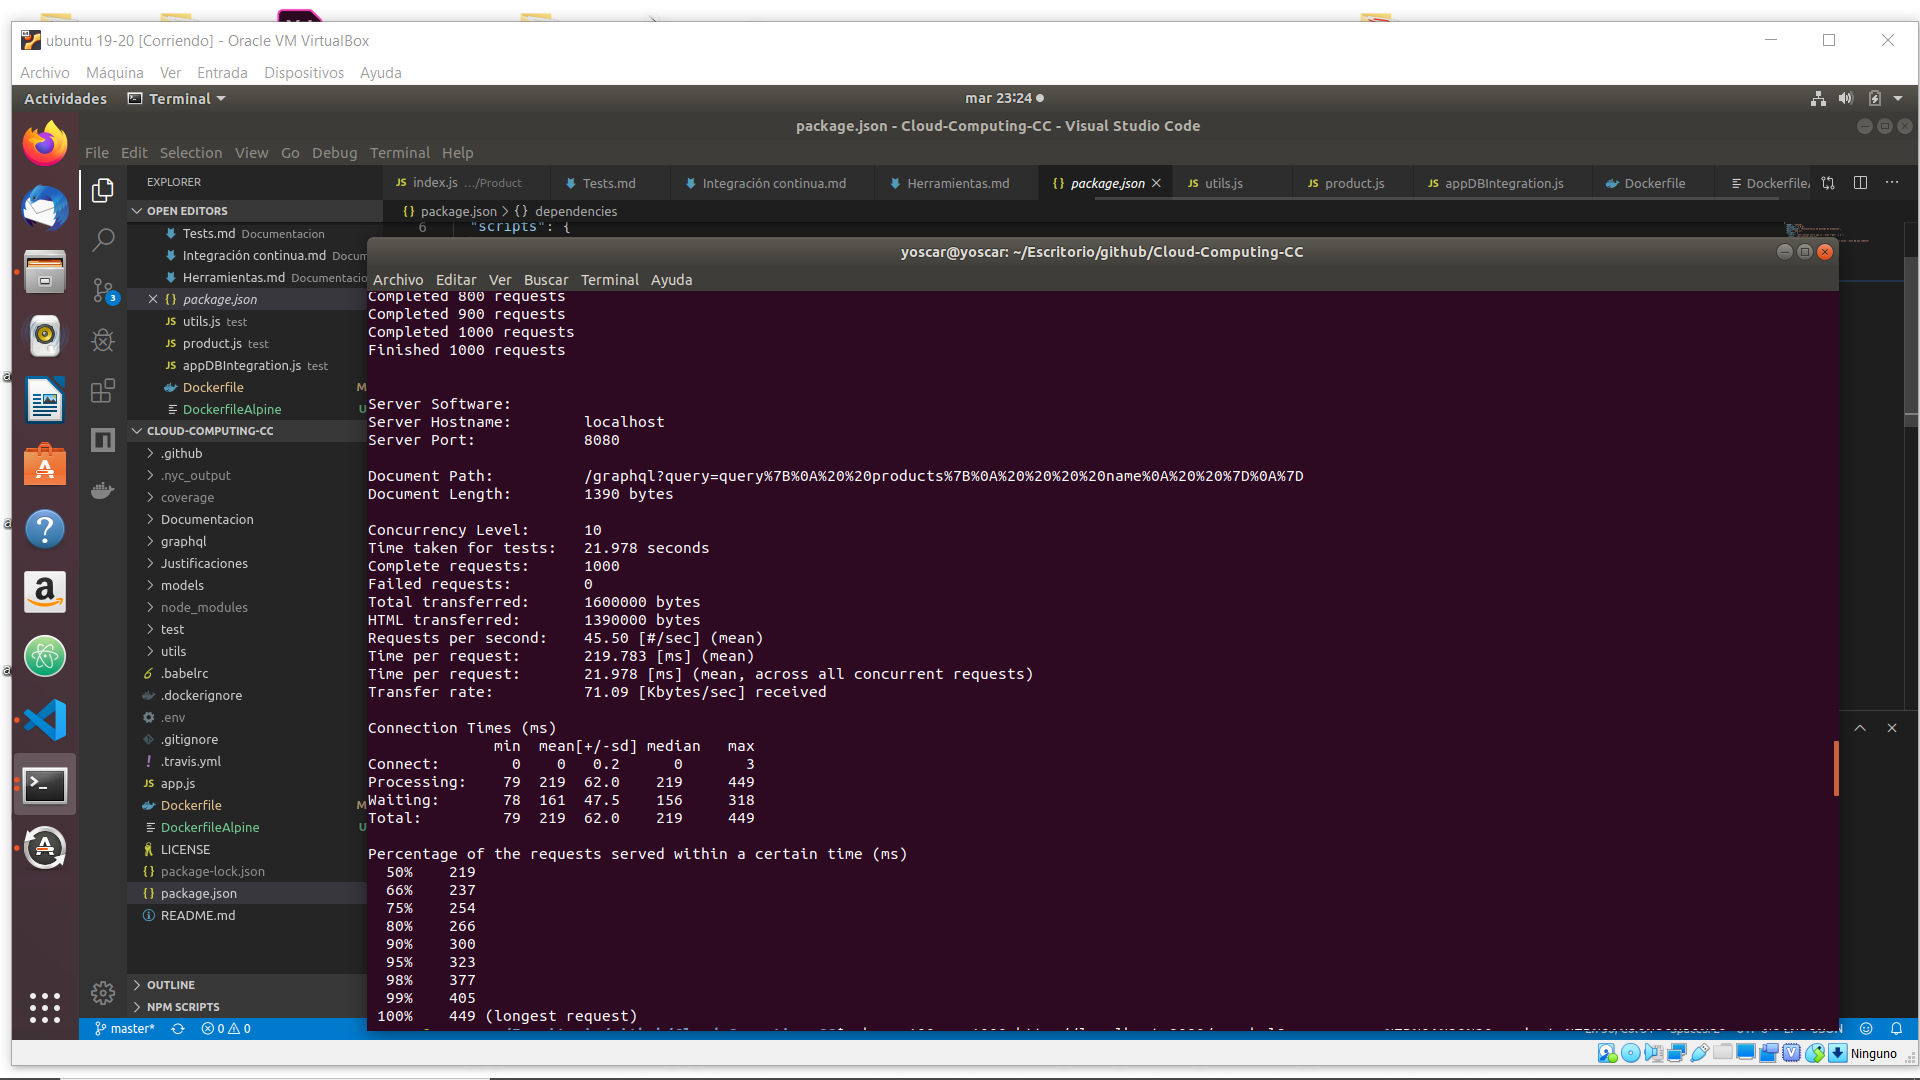 ubuntu 19-20 [Corriendo] - Oracle VM VirtualBox
Archivo Máquina Ver Entrada Dispositivos Ayuda
Actividades Terminal mar 23:24
package.json - Cloud-Computing-CC - Visual Studio Code
File Edit Selection View Go Debug Terminal Help
EXPLORER
JS index.js .../Product Tests.md Integración continua.md Herramientas.md {} package.json JS utils.js JS product.js JS appDBIntegration.js Dockerfile Dockerfile
{} package.json > {} dependencies
6 "scripts": {
OPEN EDITORS
Tests.md Documentacion
Integración continua.md Docum
Herramientas.md Documentacio
{} package.json
JS utils.js test
JS product.js test
JS appDBIntegration.js test
Dockerfile M
DockerfileAlpine U
3
CLOUD-COMPUTING-CC
.github
.nyc_output
coverage
Documentacion
graphql
Justificaciones
models
node_modules
test
utils
.babelrc
.dockerignore
.env
.gitignore
.travis.yml
JS app.js
Dockerfile M
DockerfileAlpine U
LICENSE
{} package-lock.json
{} package.json
README.md
OUTLINE
NPM SCRIPTS
master* 0 0
yoscar@yoscar: ~/Escritorio/github/Cloud-Computing-CC
Archivo Editar Ver Buscar Terminal Ayuda
Completed 800 requests
Completed 900 requests
Completed 1000 requests
Finished 1000 requests
Server Software:
Server Hostname: localhost
Server Port: 8080
Document Path: /graphql?query=query%7B%0A%20%20products%7B%0A%20%20%20%20name%0A%20%20%7D%0A%7D
Document Length: 1390 bytes
Concurrency Level: 10
Time taken for tests: 21.978 seconds
Complete requests: 1000
Failed requests: 0
Total transferred: 1600000 bytes
HTML transferred: 1390000 bytes
Requests per second: 45.50 [#/sec] (mean)
Time per request: 219.783 [ms] (mean)
Time per request: 21.978 [ms] (mean, across all concurrent requests)
Transfer rate: 71.09 [Kbytes/sec] received
Connection Times (ms)
min mean[+/-sd] median max
Connect: 0 0 0.2 0 3
Processing: 79 219 62.0 219 449
Waiting: 78 161 47.5 156 318
Total: 79 219 62.0 219 449
Percentage of the requests served within a certain time (ms)
50% 219
66% 237
75% 254
80% 266
90% 300
95% 323
98% 377
99% 405
100% 449 (longest request)
Ninguno